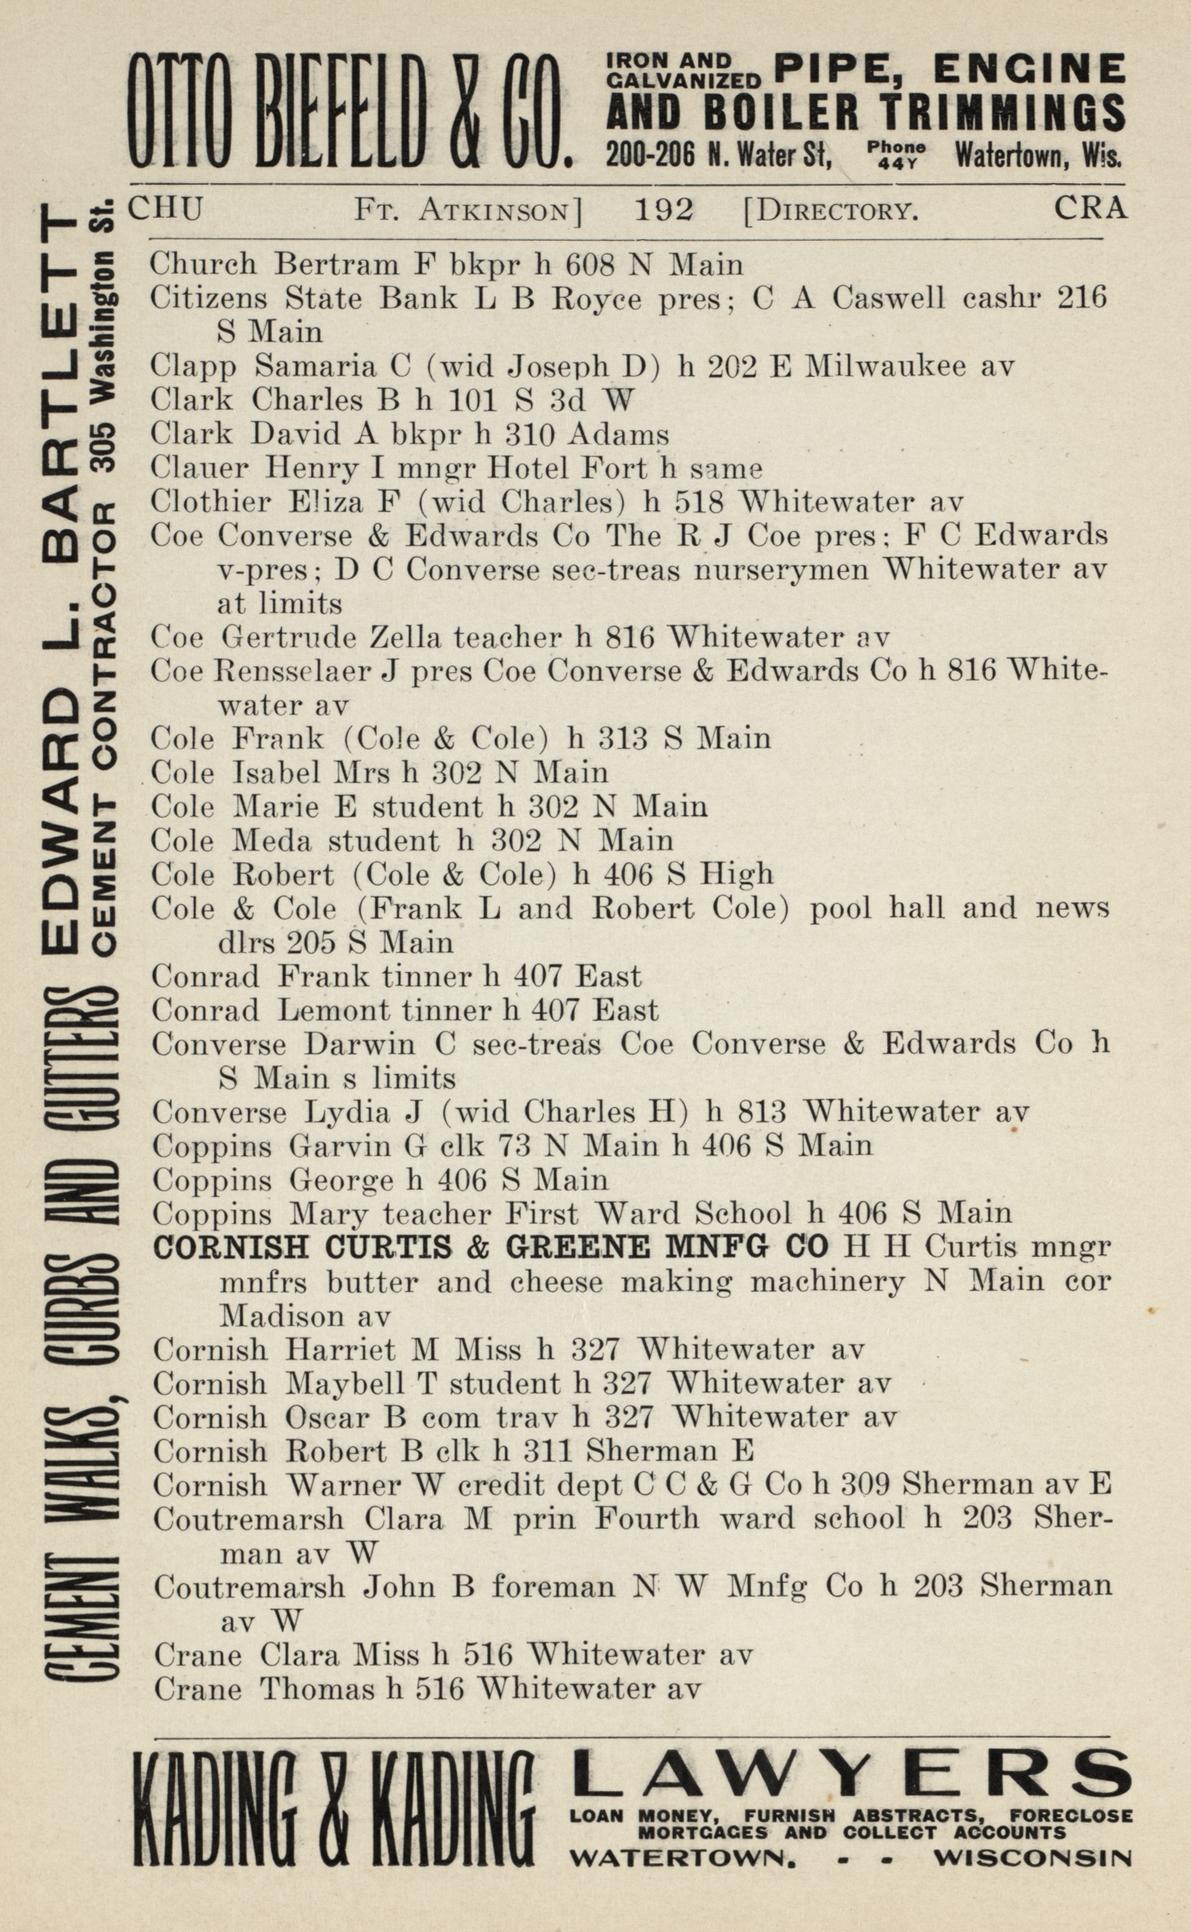 OTTO BIEFELD & CO.
IRON AND GALVANIZED PIPE, ENGINE
AND BOILER TRIMMINGS
200-206 N. Water St, Phone 44Y Watertown, Wis.
CHU Ft. Atkinson] 192 [Directory. CRA
Church Bertram F bkpr h 608 N Main
Citizens State Bank L B Royce pres; C A Caswell cashr 216
S Main
Clapp Samaria C (wid Joseph D) h 202 E Milwaukee av
Clark Charles B h 101 S 3d W
Clark David A bkpr h 310 Adams
Clauer Henry I mngr Hotel Fort h same
Clothier Eliza F (wid Charles) h 518 Whitewater av
Coe Converse & Edwards Co The R J Coe pres; F C Edwards
v-pres; D C Converse sec-treas nurserymen Whitewater av
at limits
Coe Gertrude Zella teacher h 816 Whitewater av
Coe Rensselaer J pres Coe Converse & Edwards Co h 816 White-
water av
Cole Frank (Cole & Cole) h 313 S Main
Cole Isabel Mrs h 302 N Main
Cole Marie E student h 302 N Main
Cole Meda student h 302 N Main
Cole Robert (Cole & Cole) h 406 S High
Cole & Cole (Frank L and Robert Cole) pool hall and news
dlrs 205 S Main
Conrad Frank tinner h 407 East
Conrad Lemont tinner h 407 East
Converse Darwin C sec-treas Coe Converse & Edwards Co h
S Main s limits
Converse Lydia J (wid Charles H) h 813 Whitewater av
Coppins Garvin G clk 73 N Main h 406 S Main
Coppins George h 406 S Main
Coppins Mary teacher First Ward School h 406 S Main
CORNISH CURTIS & GREENE MNFG CO H H Curtis mngr
mnfrs butter and cheese making machinery N Main cor
Madison av
Cornish Harriet M Miss h 327 Whitewater av
Cornish Maybell T student h 327 Whitewater av
Cornish Oscar B com trav h 327 Whitewater av
Cornish Robert B clk h 311 Sherman E
Cornish Warner W credit dept C C & G Co h 309 Sherman av E
Coutremarsh Clara M prin Fourth ward school h 203 Sher-
man av W
Coutremarsh John B foreman N W Mnfg Co h 203 Sherman
av W
Crane Clara Miss h 516 Whitewater av
Crane Thomas h 516 Whitewater av
CEMENT WALKS, CURBS AND GUTTERS
EDWARD L. BARTLETT
CEMENT CONTRACTOR 305 Washington St.
KADING & KADING
LAWYERS
LOAN MONEY, FURNISH ABSTRACTS, FORECLOSE
MORTGAGES AND COLLECT ACCOUNTS
WATERTOWN. - - WISCONSIN